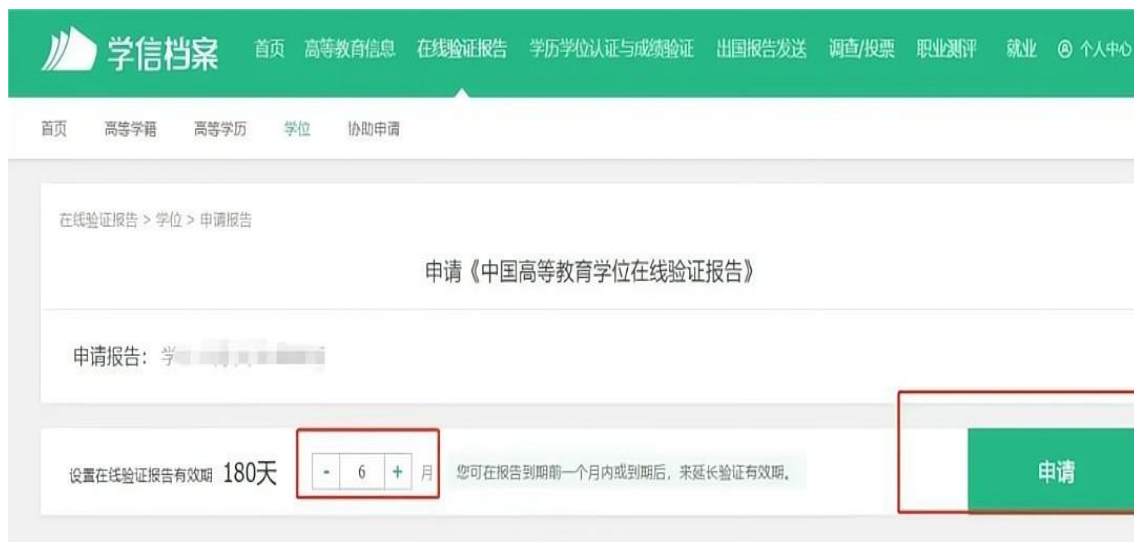 学信档案 首页 高等教育信息 在线验证报告 学历学位认证与成绩验证 出国报告发送 调查/投票 职业测评 就业 个人中心
首页 高等学籍 高等学历 学位 协助申请
在线验证报告 > 学位 > 申请报告
申请《中国高等教育学位在线验证报告》
申请报告: 学
设置在线验证报告有效期 180天 - 6 + 月 您可在报告到期前一个月内或到期后，来延长验证有效期。 申请